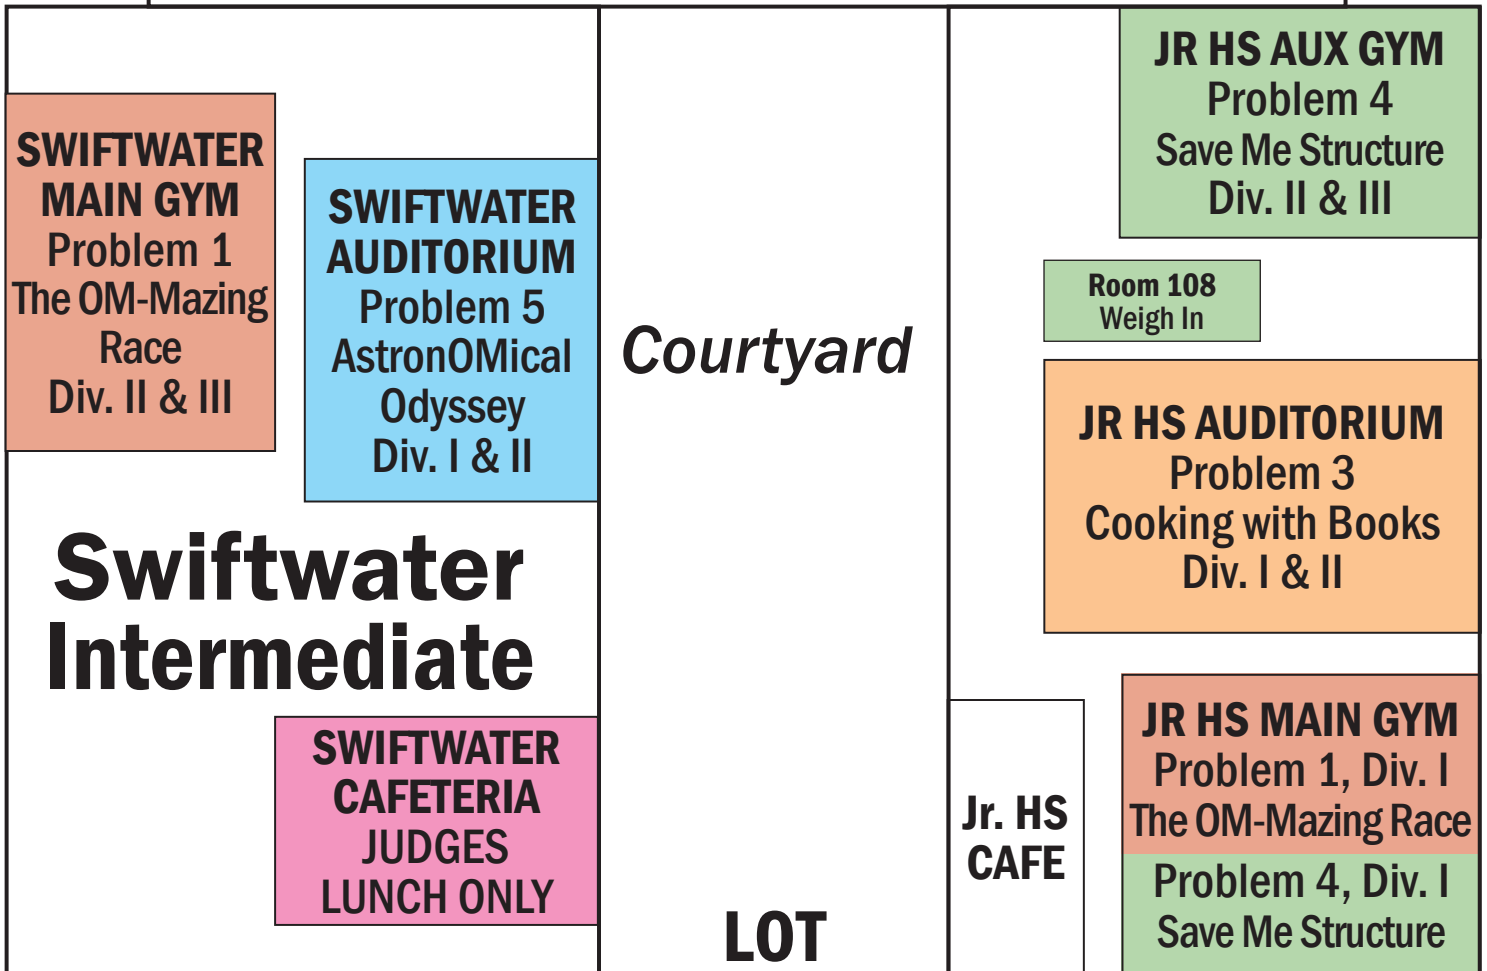 SWIFTWATER
MAIN GYM
Problem 1
The OM-Mazing
Race
Div. II & III
SWIFTWATER
AUDITORIUM
Problem 5
AstronOMical
Odyssey
Div. I & II
Swiftwater
Intermediate
SWIFTWATER
CAFETERIA
JUDGES
LUNCH ONLY
Courtyard
LOT
JR HS AUX GYM
Problem 4
Save Me Structure
Div. II & III
Room 108
Weigh In
JR HS AUDITORIUM
Problem 3
Cooking with Books
Div. I & II
Jr. HS
CAFE
JR HS MAIN GYM
Problem 1, Div. I
The OM-Mazing Race
Problem 4, Div. I
Save Me Structure